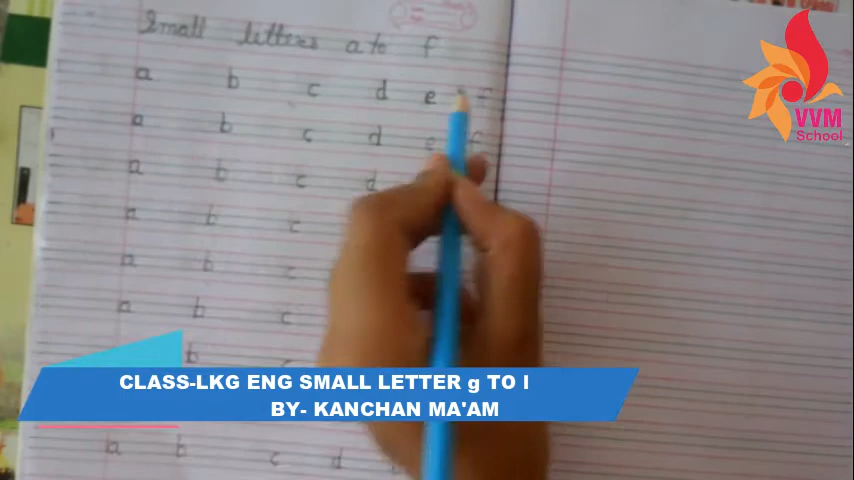 Small letters a to f
a b c d e f
a b c d e f
a b c d
a b c
a b c
a b c
b c
a b c d
VVM
School
CLASS-LKG ENG SMALL LETTER g TO l
BY- KANCHAN MA'AM